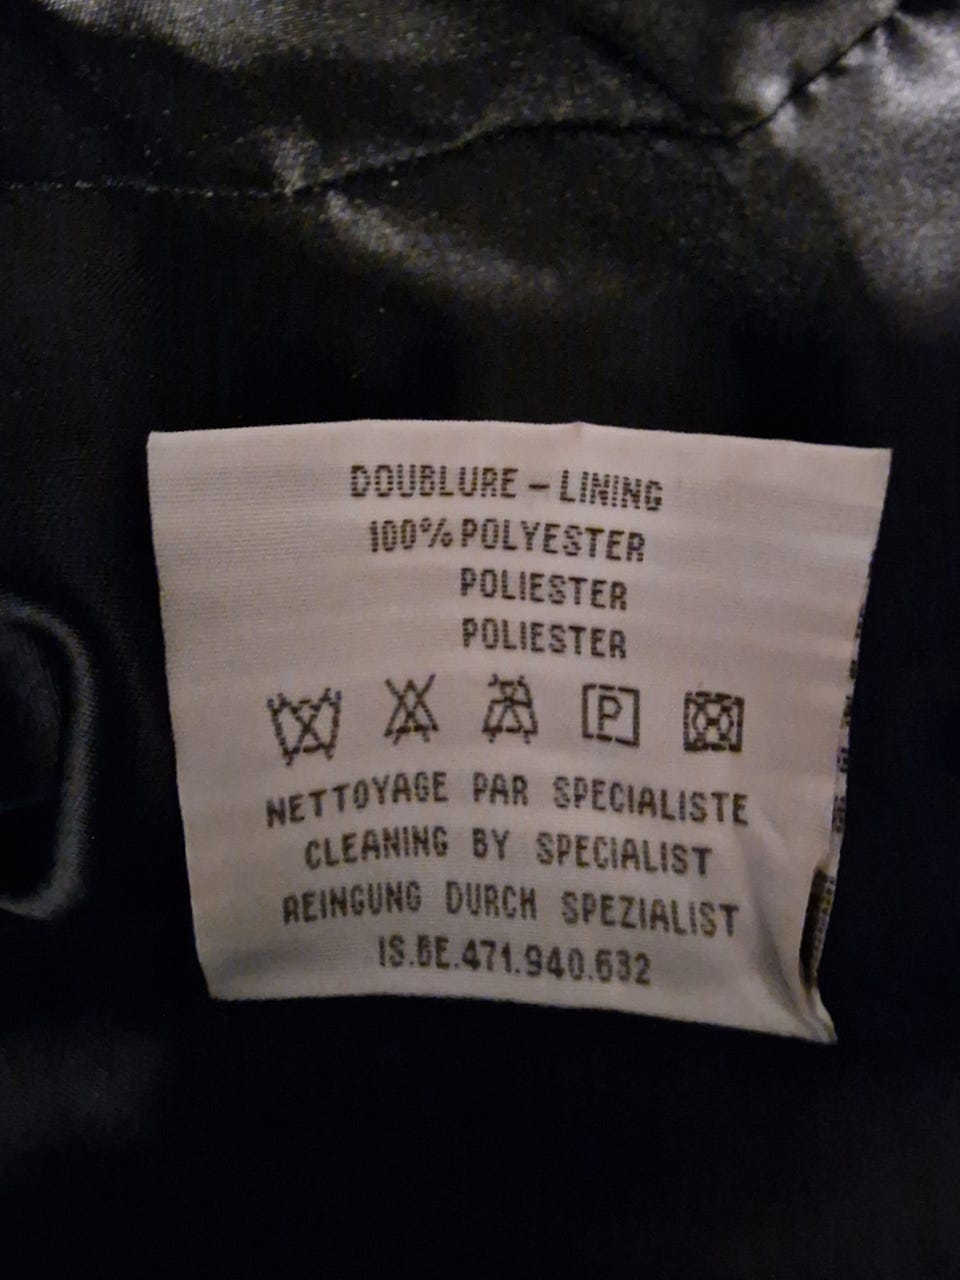 DOUBLURE - LINING
100% POLYESTER
POLIESTER
POLIESTER
P
NETTOYAGE PAR SPECIALISTE
CLEANING BY SPECIALIST
REINGUNG DURCH SPEZIALIST
IS.BE.471.940.632